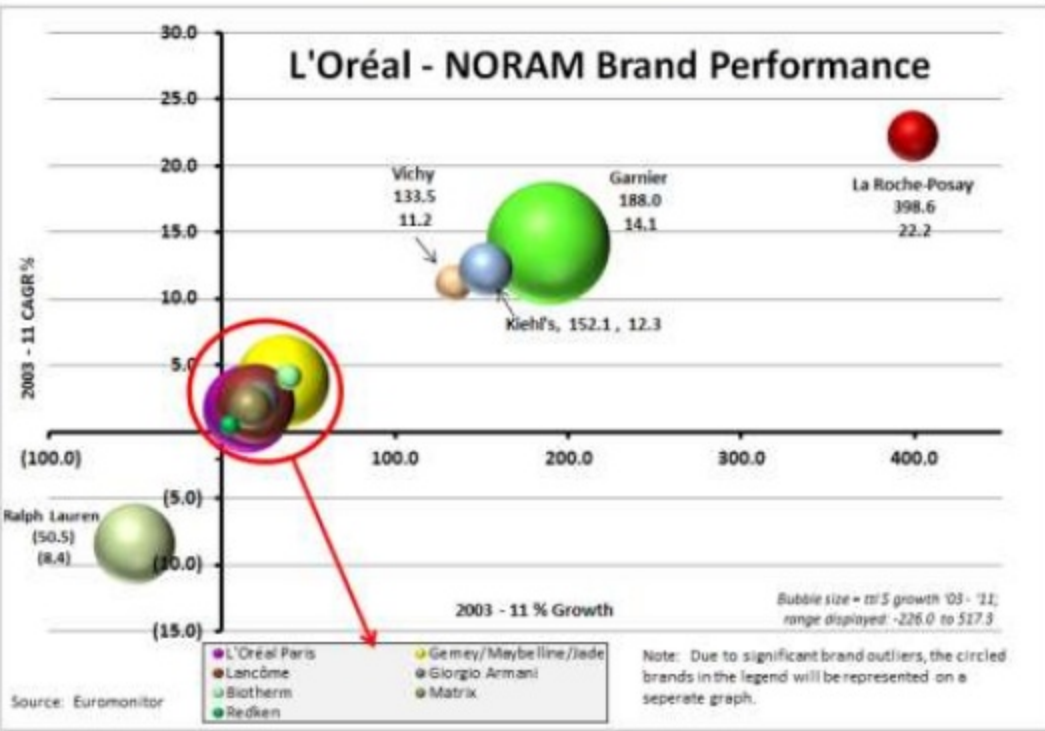 L'Oréal - NORAM Brand Performance
30.0
25.0
20.0
15.0
10.0
5.0
(5.0)
(10.0)
(15.0)
2003 - 11 CAGR %
(100.0)
100.0
200.0
300.0
400.0
2003 - 11 % Growth
Vichy
133.5
11.2
Garnier
188.0
14.1
Kiehl's, 152.1 , 12.3
La Roche-Posay
398.6
22.2
Ralph Lauren
(50.5)
(8.4)
Bubble size = ttl $ growth '03 - '11;
range displayed: -226.0 to 517.3
L'Oréal Paris
Gemey/Maybelline/Jade
Lancôme
Giorgio Armani
Biotherm
Matrix
Redken
Source: Euromonitor
Note: Due to significant brand outliers, the circled
brands in the legend will be represented on a
seperate graph.